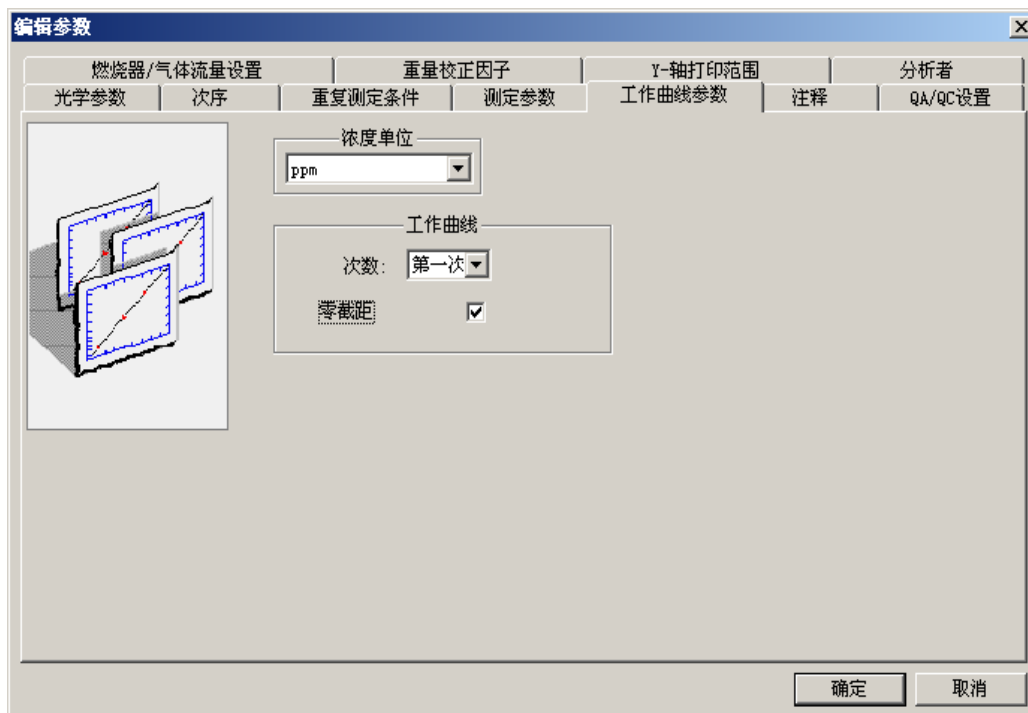 编辑参数
燃烧器/气体流量设置 重量校正因子 Y-轴打印范围 分析者
光学参数 次序 重复测定条件 测定参数 工作曲线参数 注释 QA/QC设置
浓度单位
ppm
工作曲线
次数: 第一次
零截距
确定 取消